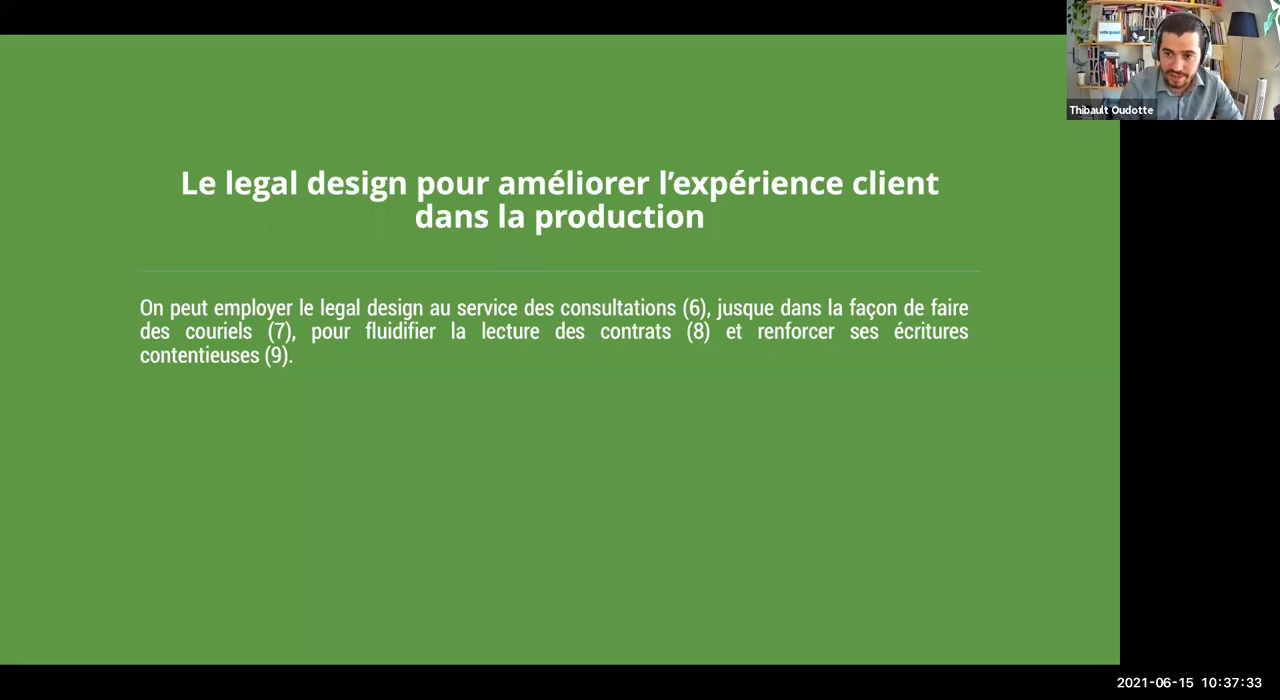 Thibault Oudotte
Le legal design pour améliorer l’expérience client
dans la production
On peut employer le legal design au service des consultations (6), jusque dans la façon de faire
des couriels (7), pour fluidifier la lecture des contrats (8) et renforcer ses écritures
contentieuses (9).
2021-06-15 10:37:33